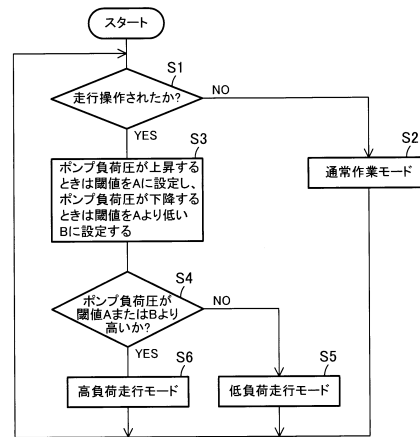 スタート
S1
走行操作されたか?
NO
YES
S3
S2
ポンプ負荷圧が上昇する
ときは閾値をAに設定し、
ポンプ負荷圧が下降する
ときは閾値をAより低い
Bに設定する
通常作業モード
S4
ポンプ負荷圧が
閾値AまたはBより
高いか?
NO
YES
S6
S5
高負荷走行モード
低負荷走行モード